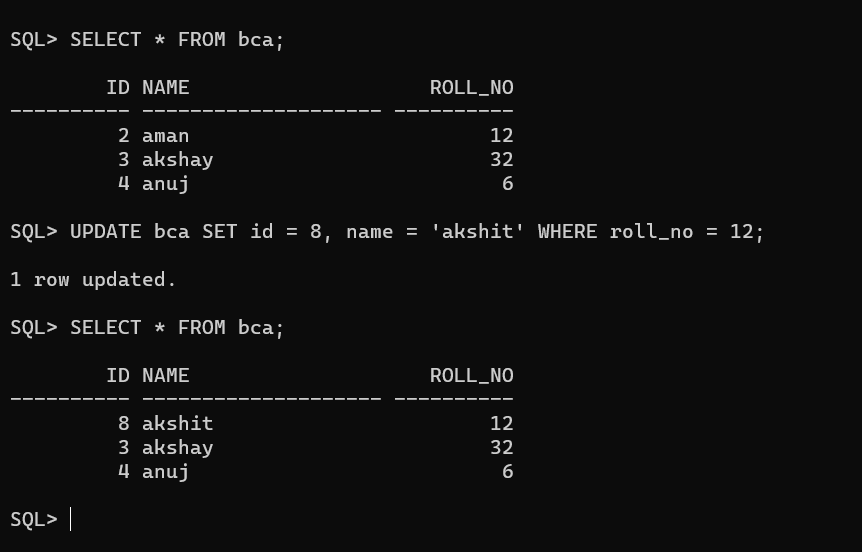 SQL> SELECT * FROM bca;
        ID NAME                    ROLL_NO
---------- -------------------- ----------
         2 aman                         12
         3 akshay                       32
         4 anuj                          6
SQL> UPDATE bca SET id = 8, name = 'akshit' WHERE roll_no = 12;
1 row updated.
SQL> SELECT * FROM bca;
        ID NAME                    ROLL_NO
---------- -------------------- ----------
         8 akshit                       12
         3 akshay                       32
         4 anuj                          6
SQL>